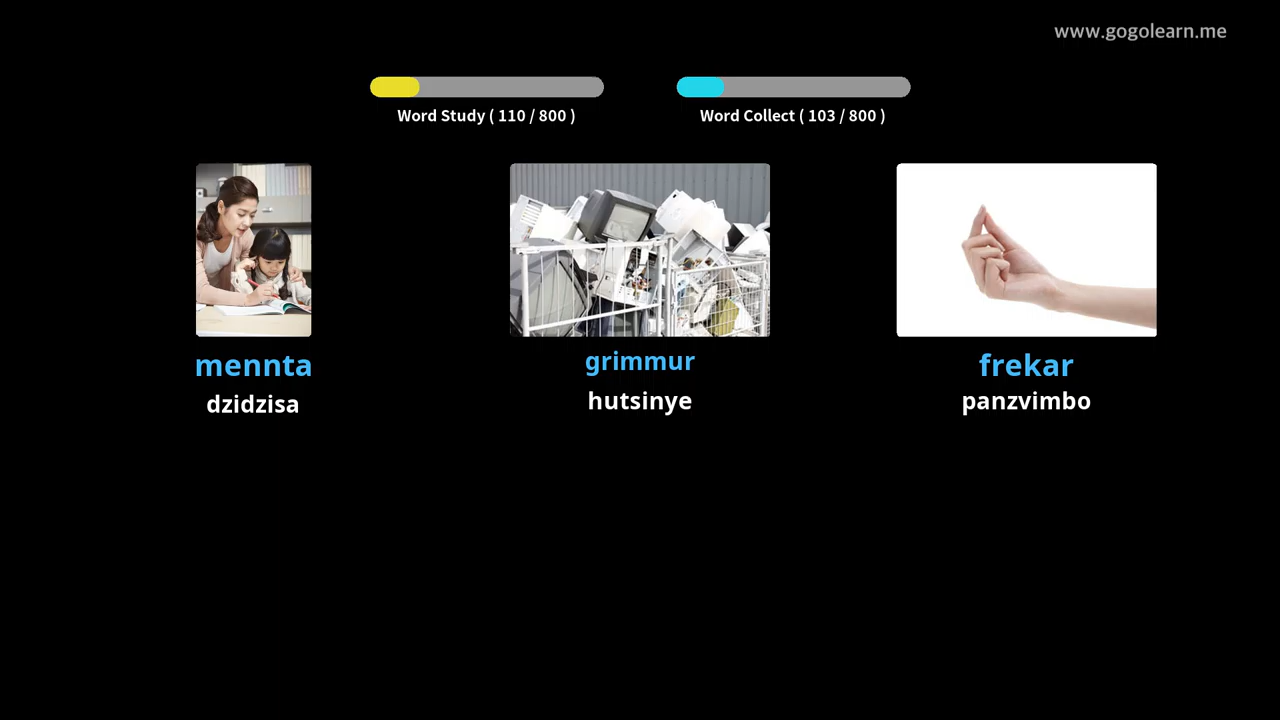 www.gogolearn.me
Word Study ( 110 / 800 )
Word Collect ( 103 / 800 )
mennta
dzidzisa
grimmur
hutsinye
frekar
panzvimbo